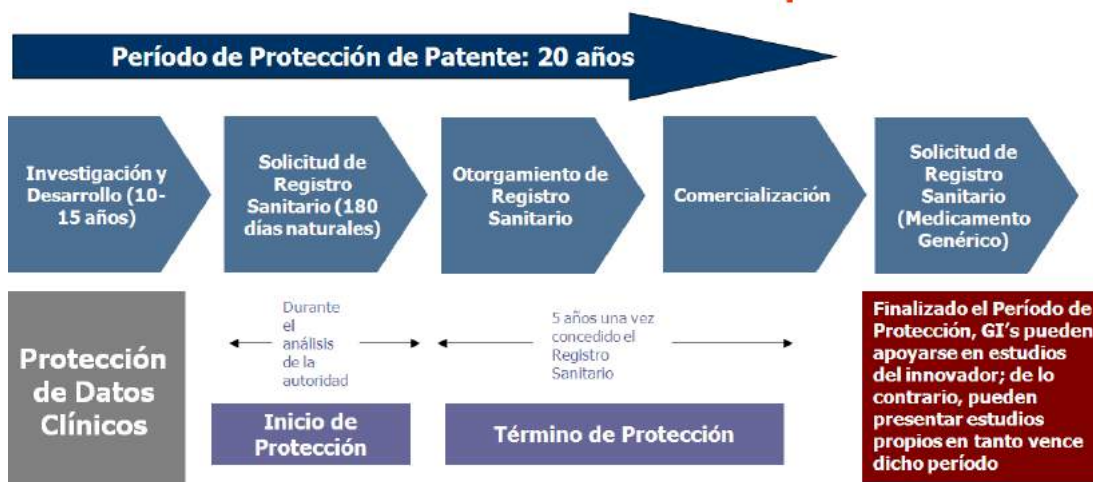 Período de Protección de Patente: 20 años
Investigación y
Desarrollo (10-
15 años)
Solicitud de
Registro
Sanitario (180
días naturales)
Otorgamiento de
Registro
Sanitario
Comercialización
Solicitud de
Registro
Sanitario
(Medicamento
Genérico)
Protección
de Datos
Clínicos
Durante
el
análisis
de la
autoridad
5 años una vez
concedido el
Registro
Sanitario
Inicio de
Protección
Término de Protección
Finalizado el Período de
Protección, GI’s pueden
apoyarse en estudios
del innovador; de lo
contrario, pueden
presentar estudios
propios en tanto vence
dicho período